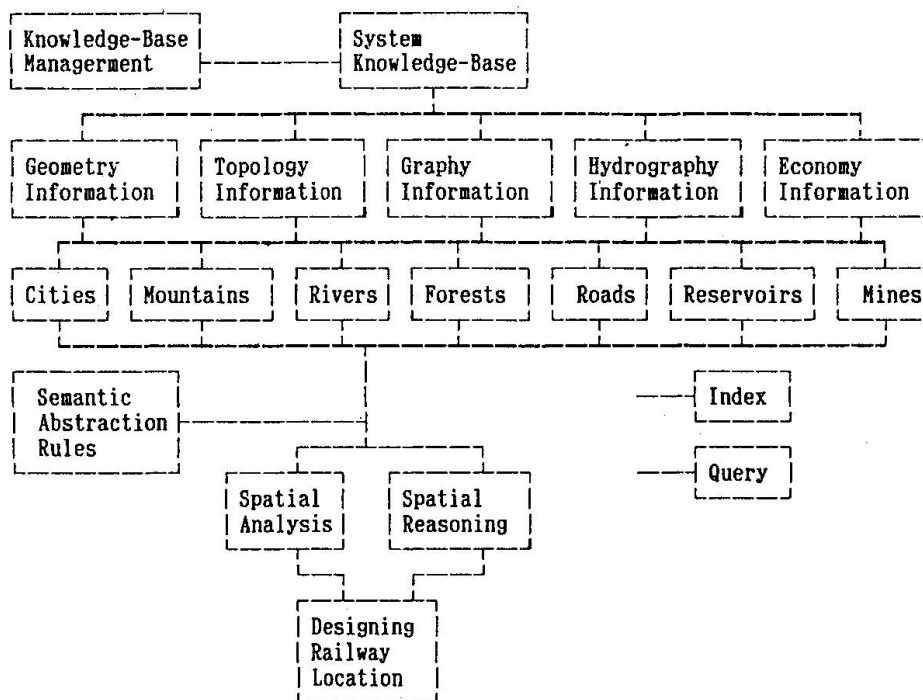 Knowledge-Base
Managerment
System
Knowledge-Base
Geometry
Information
Topology
Information
Graphy
Information
Hydrography
Information
Economy
Information
Cities
Mountains
Rivers
Forests
Roads
Reservoirs
Mines
Semantic
Abstraction
Rules
Index
Query
Spatial
Analysis
Spatial
Reasoning
Designing
Railway
Location